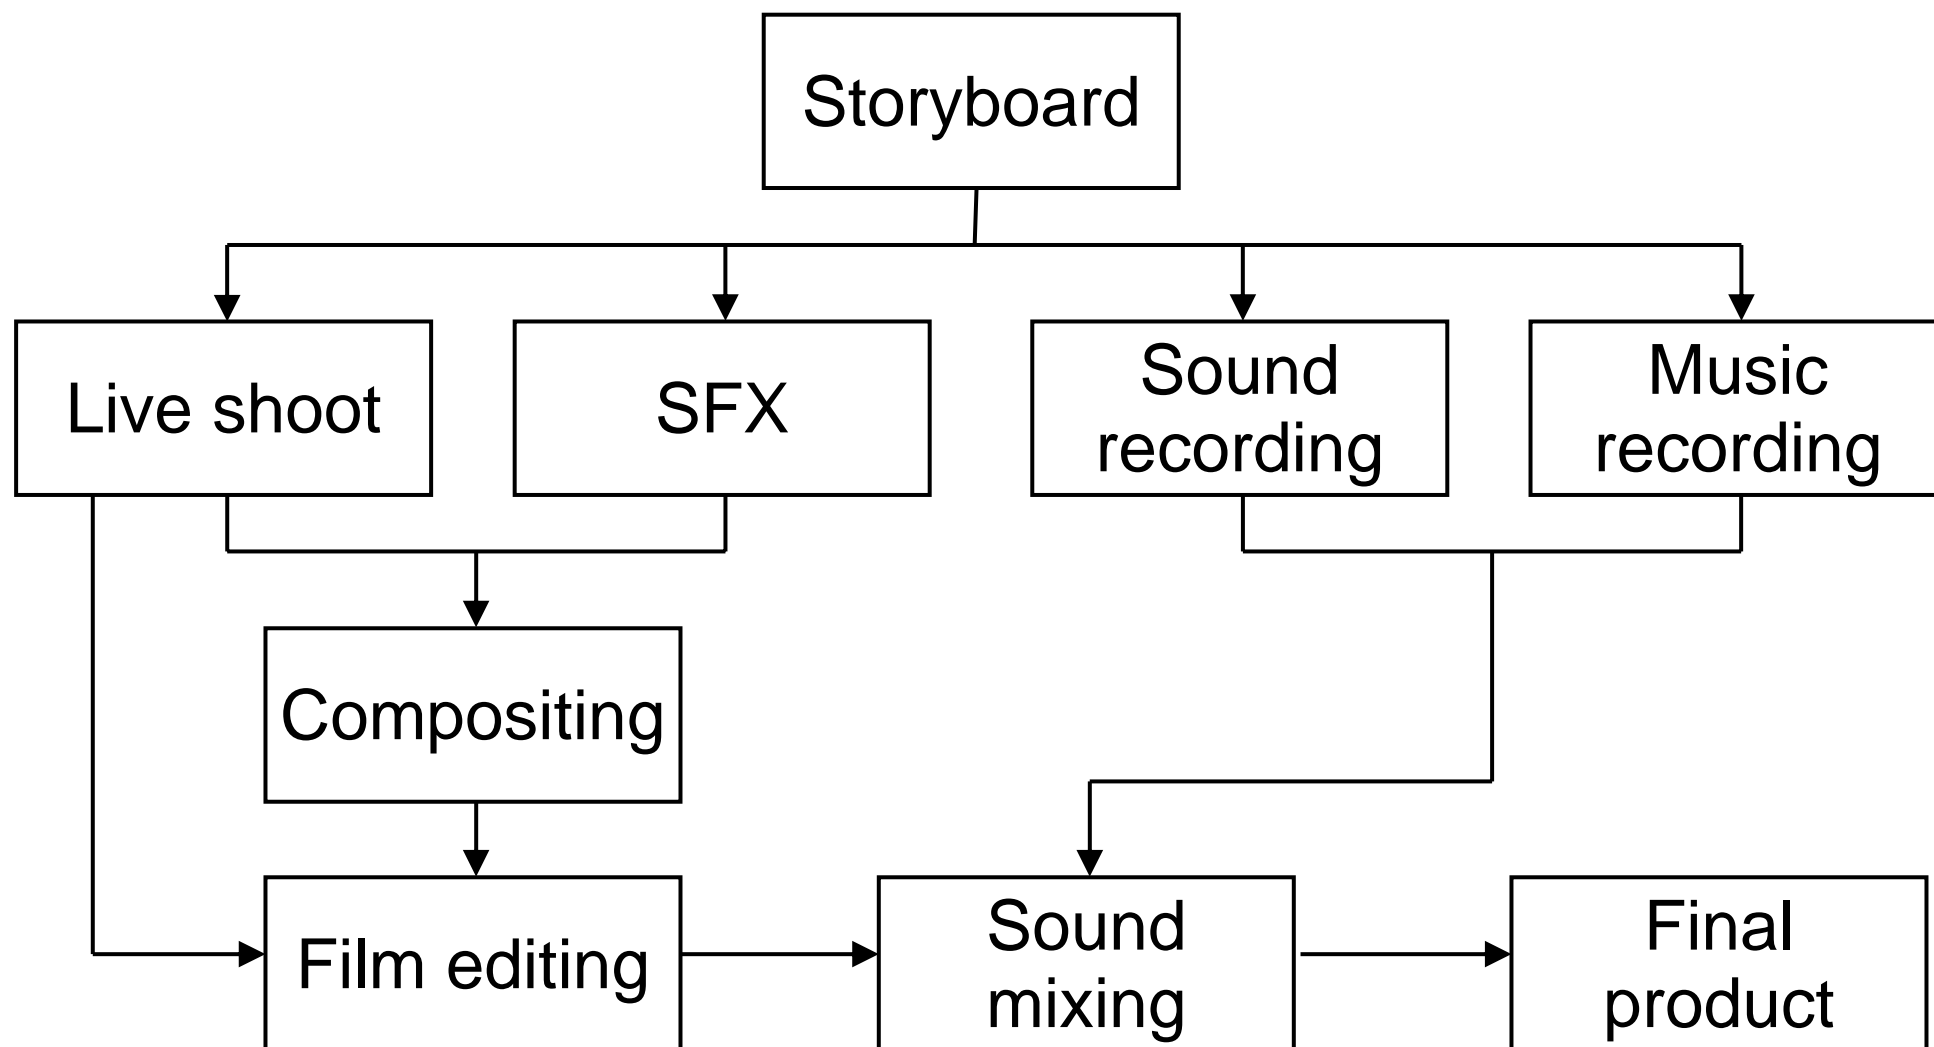 Storyboard
Live shoot
SFX
Sound
recording
Music
recording
Compositing
Film editing
Sound
mixing
Final
product